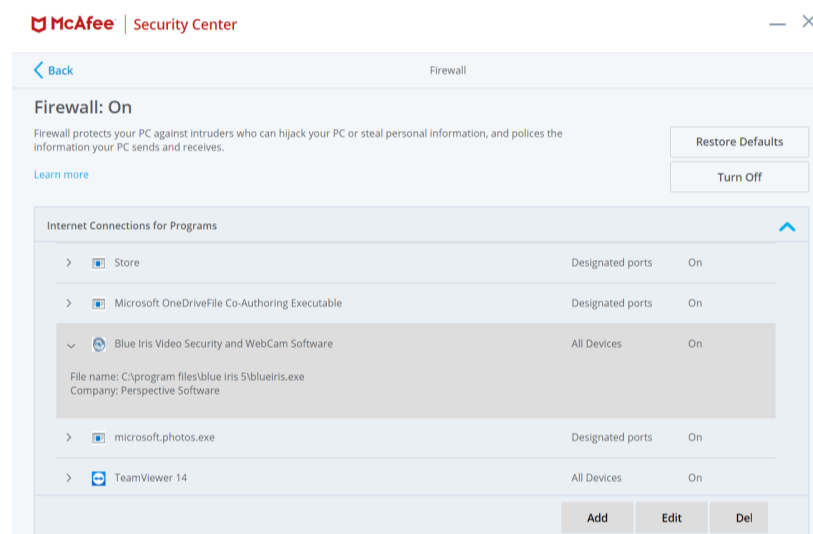 McAfee | Security Center
Back
Firewall
Firewall: On
Firewall protects your PC against intruders who can hijack your PC or steal personal information, and polices the
information your PC sends and receives.
Learn more
Restore Defaults
Turn Off
Internet Connections for Programs
Store Designated ports On
Microsoft OneDriveFile Co-Authoring Executable Designated ports On
Blue Iris Video Security and WebCam Software All Devices On
File name: C:\program files\blue iris 5\blueiris.exe
Company: Perspective Software
microsoft.photos.exe Designated ports On
TeamViewer 14 All Devices On
Add Edit Del